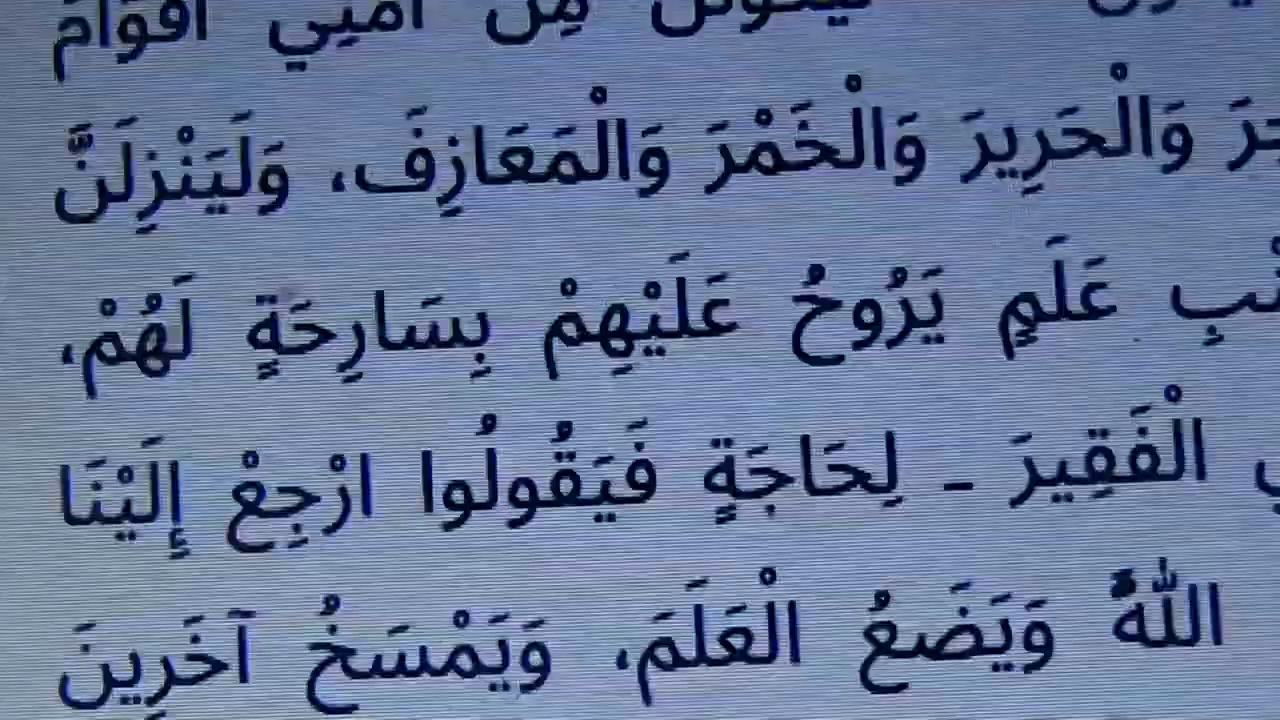 مِنْ أُمَّتِي أَقْوَامٌ
وَالْحَرِيرَ وَالْخَمْرَ وَالْمَعَازِفَ، وَلَيَنْزِلَنَّ
عَلَمٍ يَرُوحُ عَلَيْهِمْ بِسَارِحَةٍ لَهُمْ،
الْفَقِيرَ ـ لِحَاجَةٍ فَيَقُولُوا ارْجِعْ إِلَيْنَا
اللَّهُ وَيَضَعُ الْعَلَمَ، وَيَمْسَخُ آخَرِينَ